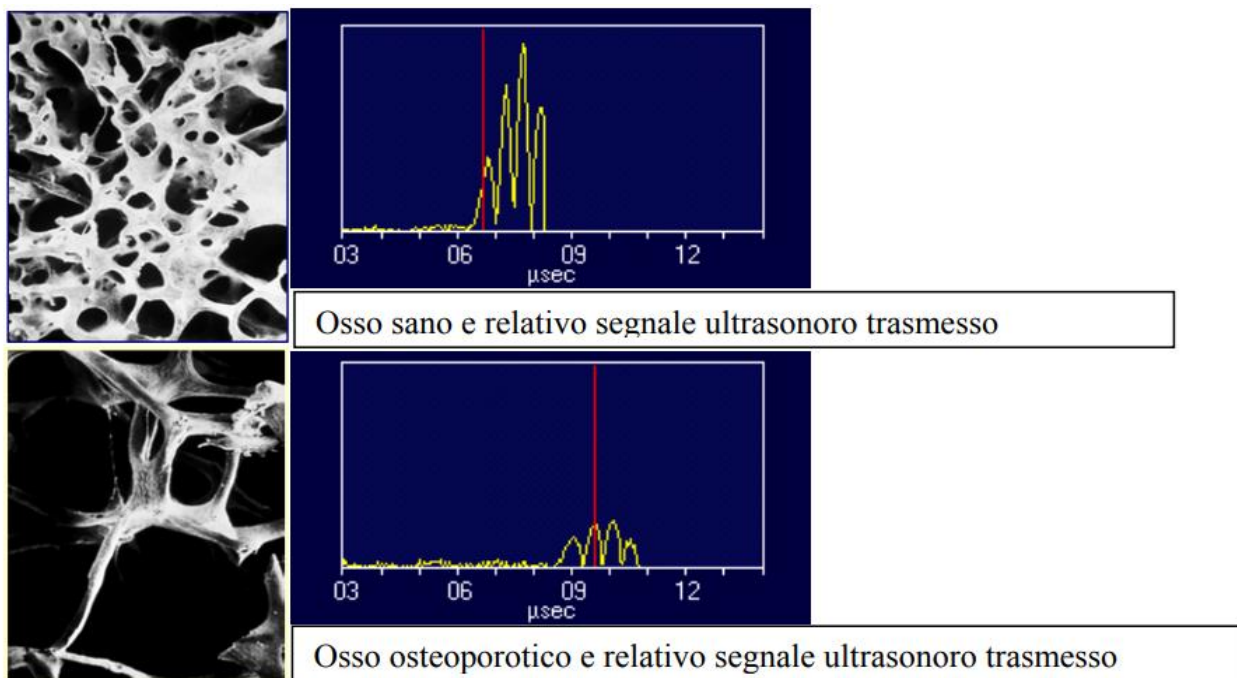 03 06 09 12
µsec
Osso sano e relativo segnale ultrasonoro trasmesso
03 06 09 12
µsec
Osso osteoporotico e relativo segnale ultrasonoro trasmesso